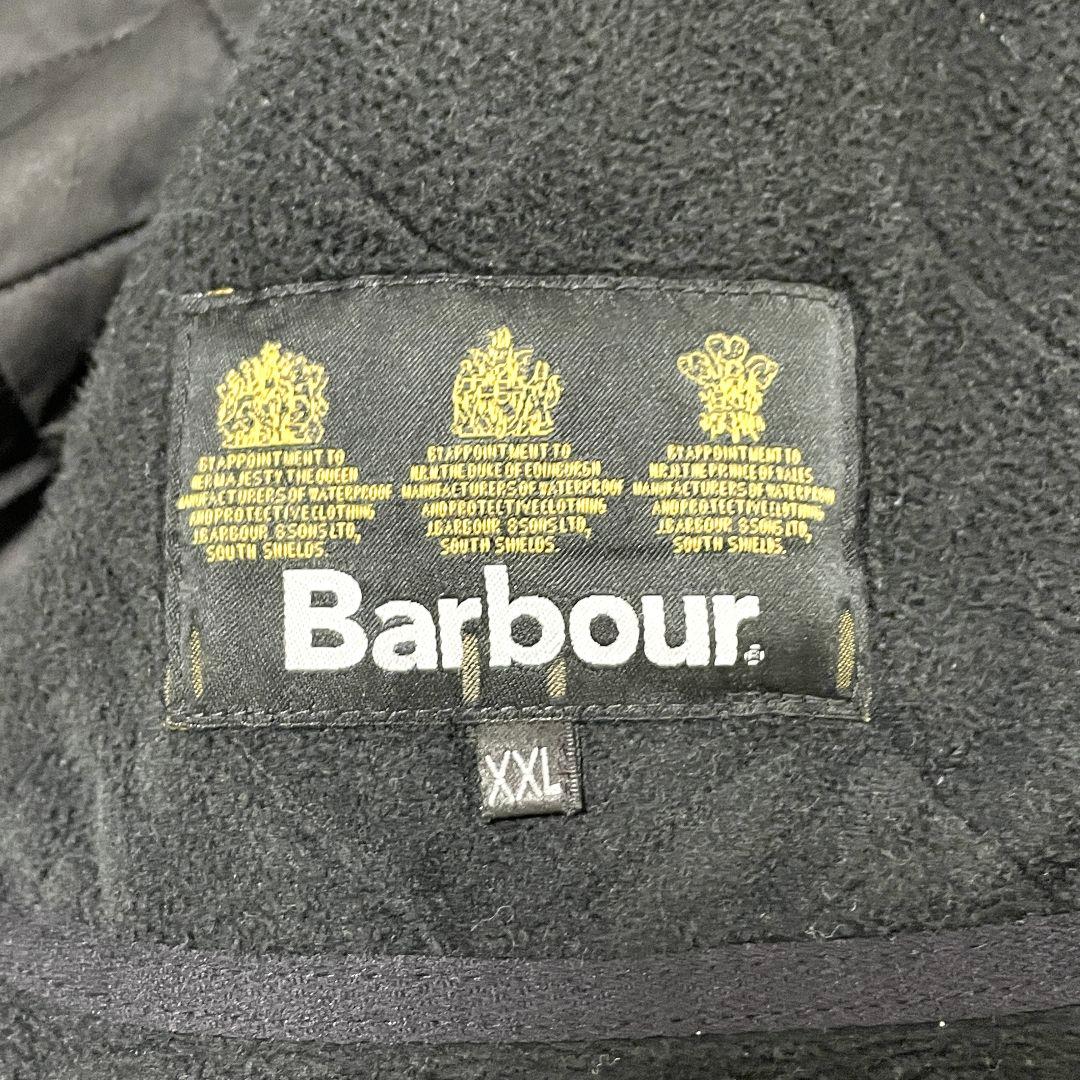 BY APPOINTMENT TO
HER MAJESTY THE QUEEN
MANUFACTURERS OF WATERPROOF
AND PROTECTIVE CLOTHING
J.BARBOUR & SONS LTD,
SOUTH SHIELDS.
BY APPOINTMENT TO
H.R.H. THE DUKE OF EDINBURGH
MANUFACTURERS OF WATERPROOF
AND PROTECTIVE CLOTHING
J.BARBOUR & SONS LTD,
SOUTH SHIELDS.
BY APPOINTMENT TO
H.R.H. THE PRINCE OF WALES
MANUFACTURERS OF WATERPROOF
AND PROTECTIVE CLOTHING
J.BARBOUR & SONS LTD,
SOUTH SHIELDS.
Barbour
XXL